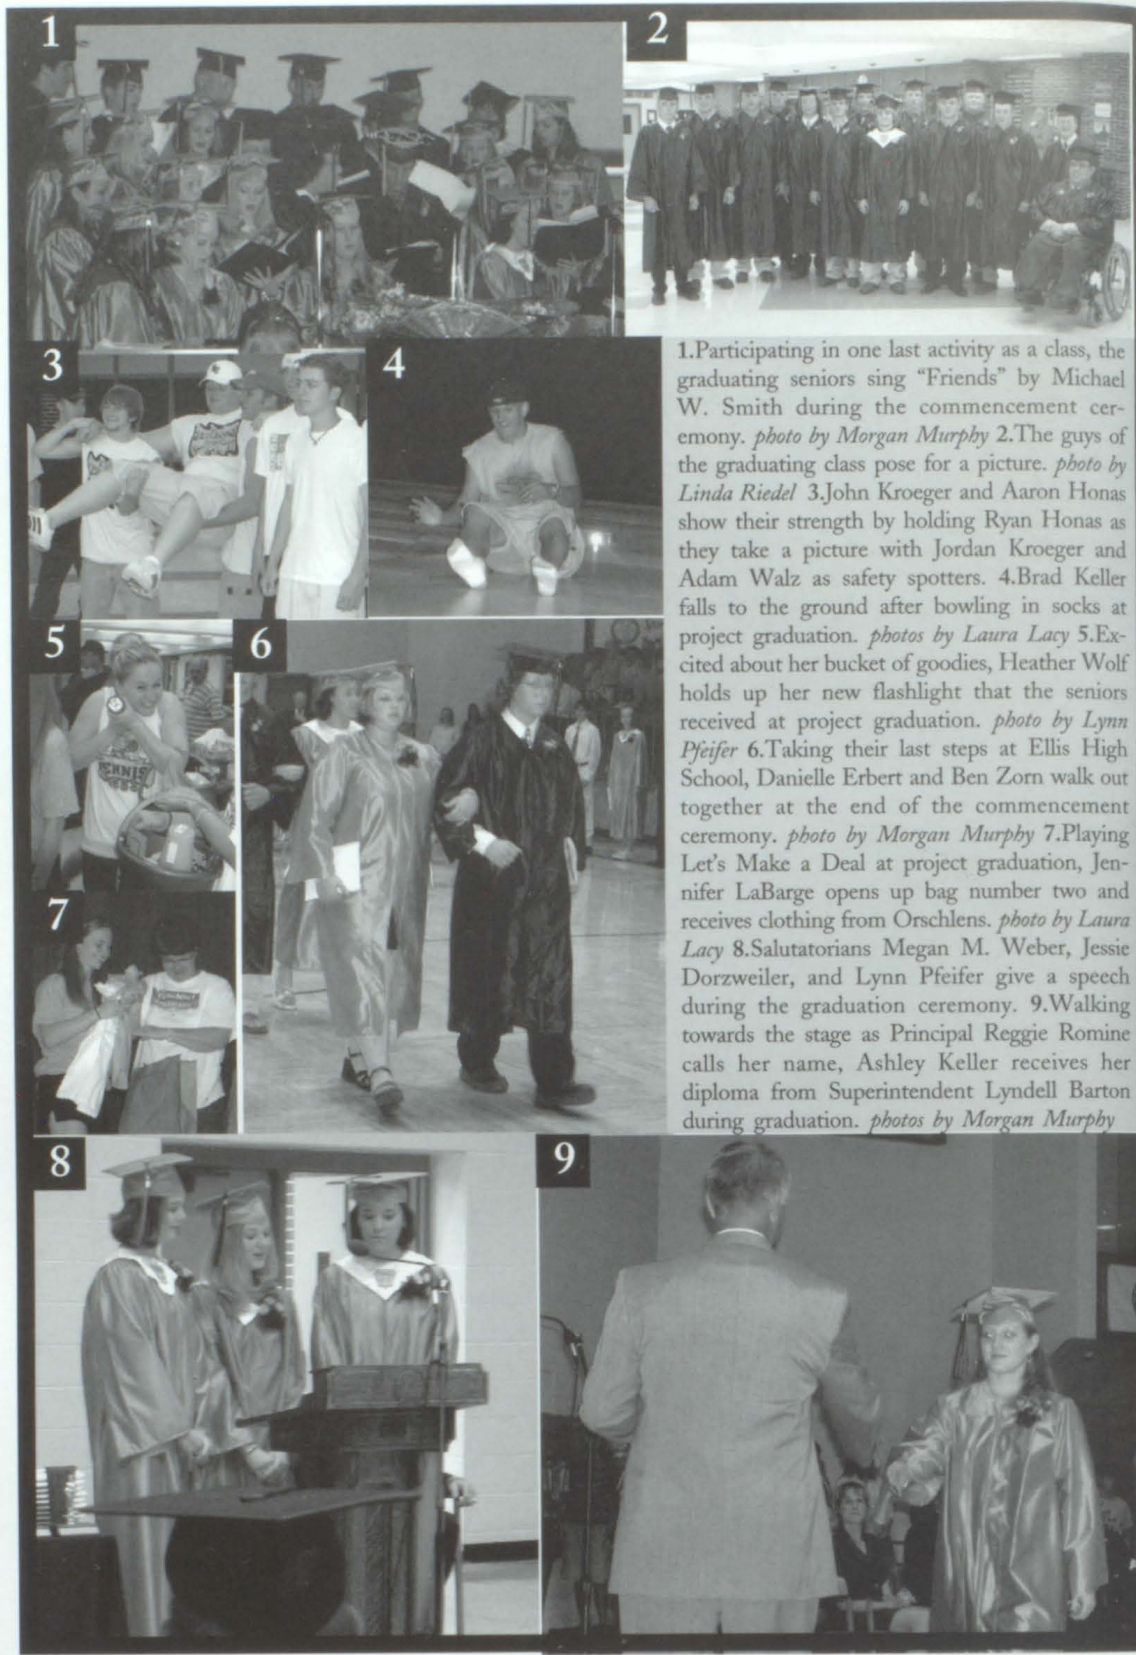 1
2
3
4
5
6
7
8
9
1.Participating in one last activity as a class, the
graduating seniors sing “Friends” by Michael
W. Smith during the commencement cer-
emony. photo by Morgan Murphy 2.The guys of
the graduating class pose for a picture. photo by
Linda Riedel 3.John Kroeger and Aaron Honas
show their strength by holding Ryan Honas as
they take a picture with Jordan Kroeger and
Adam Walz as safety spotters. 4.Brad Keller
falls to the ground after bowling in socks at
project graduation. photos by Laura Lacy 5.Ex-
cited about her bucket of goodies, Heather Wolf
holds up her new flashlight that the seniors
received at project graduation. photo by Lynn
Pfeifer 6.Taking their last steps at Ellis High
School, Danielle Erbert and Ben Zorn walk out
together at the end of the commencement
ceremony. photo by Morgan Murphy 7.Playing
Let's Make a Deal at project graduation, Jen-
nifer LaBarge opens up bag number two and
receives clothing from Orschlens. photo by Laura
Lacy 8.Salutatorians Megan M. Weber, Jessie
Dorzweiler, and Lynn Pfeifer give a speech
during the graduation ceremony. 9.Walking
towards the stage as Principal Reggie Romine
calls her name, Ashley Keller receives her
diploma from Superintendent Lyndell Barton
during graduation. photos by Morgan Murphy
TENNIS